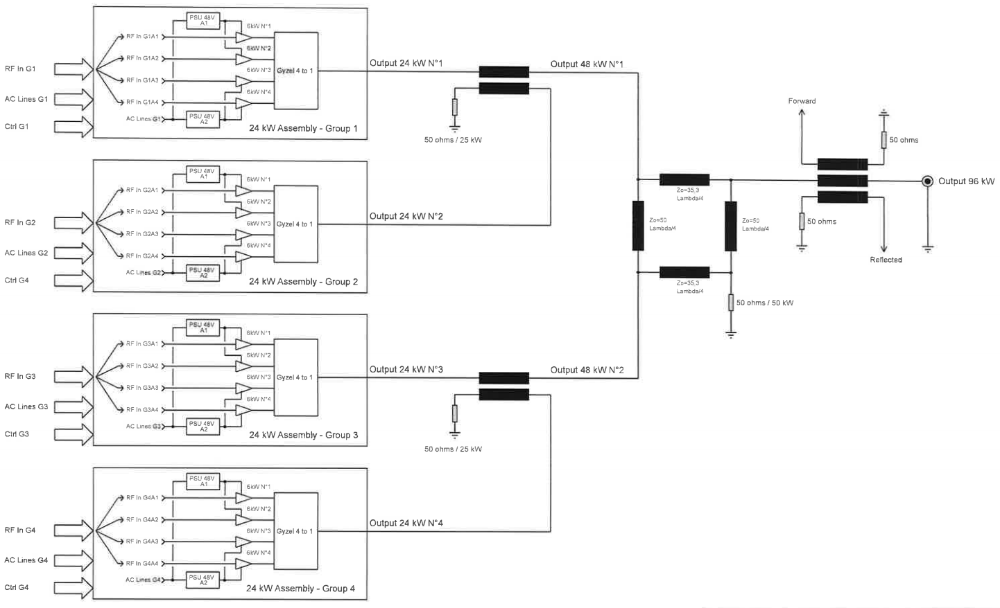 RF In G1
AC Lines G1
Ctrl G1
PSU 48V
A1
6kW N°1
RF In G1A1
6kW N°2
RF In G1A2
6kW N°3
RF In G1A3
6kW N°4
RF In G1A4
Gyzel 4 to 1
AC Lines G1
PSU 48V
A2
24 kW Assembly - Group 1
Output 24 kW N°1
50 ohms / 25 kW
Output 48 kW N°1
RF In G2
AC Lines G2
Ctrl G4
PSU 48V
A1
6kW N°1
RF In G2A1
6kW N°2
RF In G2A2
6kW N°3
RF In G2A3
6kW N°4
RF In G2A4
Gyzel 4 to 1
AC Lines G2
PSU 48V
A2
24 kW Assembly - Group 2
Output 24 kW N°2
RF In G3
AC Lines G3
Ctrl G3
PSU 48V
A1
6kW N°1
RF In G3A1
6kW N°2
RF In G3A2
6kW N°3
RF In G3A3
6kW N°4
RF In G3A4
Gyzel 4 to 1
AC Lines G3
PSU 48V
A2
24 kW Assembly - Group 3
Output 24 kW N°3
50 ohms / 25 kW
Output 48 kW N°2
RF In G4
AC Lines G4
Ctrl G4
PSU 48V
A1
6kW N°1
RF In G4A1
6kW N°2
RF In G4A2
6kW N°3
RF In G4A3
6kW N°4
RF In G4A4
Gyzel 4 to 1
AC Lines G4
PSU 48V
A2
24 kW Assembly - Group 4
Output 24 kW N°4
Zo=35,3
Lambda/4
Zo=50
Lambda/4
Zo=50
Lambda/4
Zo=35,3
Lambda/4
50 ohms / 50 kW
Forward
50 ohms
Output 96 kW
50 ohms
Reflected